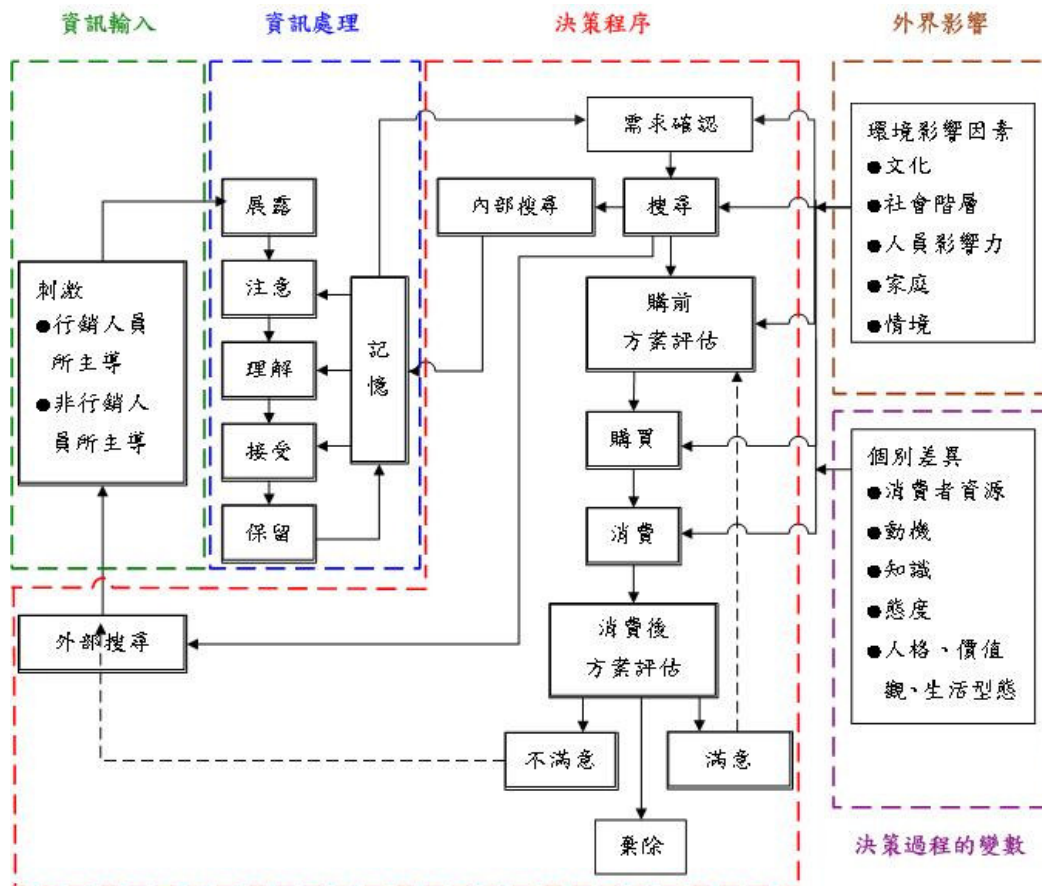 資訊輸入
資訊處理
決策程序
外界影響
刺激
●行銷人員
所主導
●非行銷人
員所主導
展露
注意
理解
接受
保留
記
憶
需求確認
內部搜尋
搜尋
購前
方案評估
購買
消費
消費後
方案評估
不滿意
滿意
棄除
外部搜尋
環境影響因素
●文化
●社會階層
●人員影響力
●家庭
●情境
個別差異
●消費者資源
●動機
●知識
●態度
●人格、價值
觀、生活型態
決策過程的變數